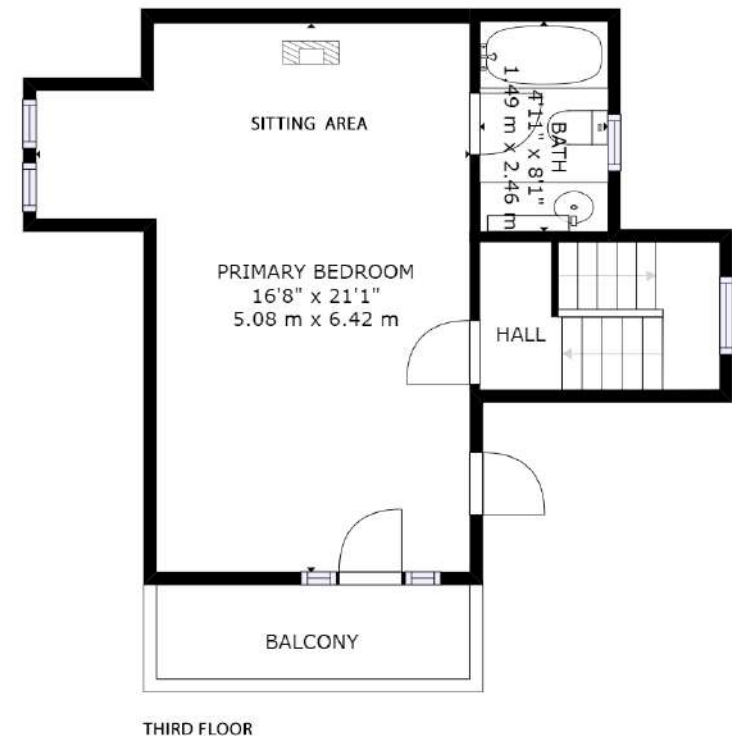 SITTING AREA
BATH
4'11" x 8'1"
1.49 m x 2.46 m
PRIMARY BEDROOM
16'8" x 21'1"
5.08 m x 6.42 m
HALL
BALCONY
THIRD FLOOR